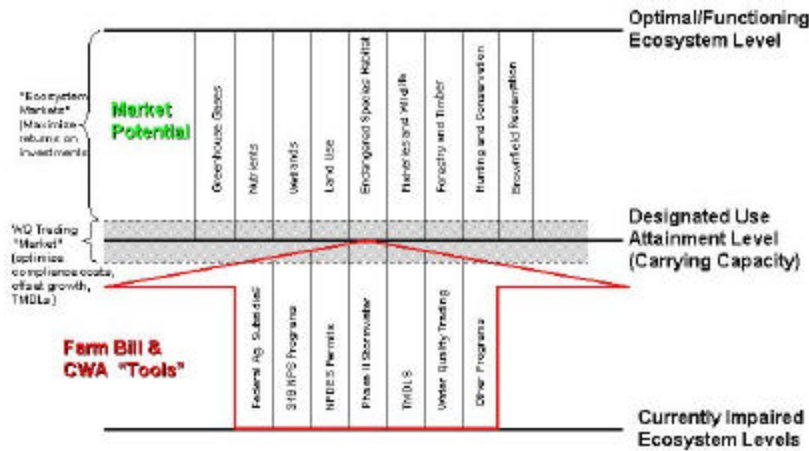 Optimal/Functioning
Ecosystem Level
"Ecosystem
Markets"
(Maximize
returns on
investments
Market
Potential
Greenhouse Gases
Nutrients
Wetlands
Land Use
Endangered Species Habitat
Fisheries and Wildlife
Forestry and Timber
Hunting and Conservation
Brownfield Redemption
WQ Trading
"Market"
(optimize
compliance costs,
offset growth,
TMDLs)
Designated Use
Attainment Level
(Carrying Capacity)
Farm Bill &
CWA "Tools"
Federal Ag. Subsidies
319 NPS Programs
NPDES Permits
Phase II Stormwater
TMDLS
Water Quality Trading
Other Programs
Currently Impaired
Ecosystem Levels